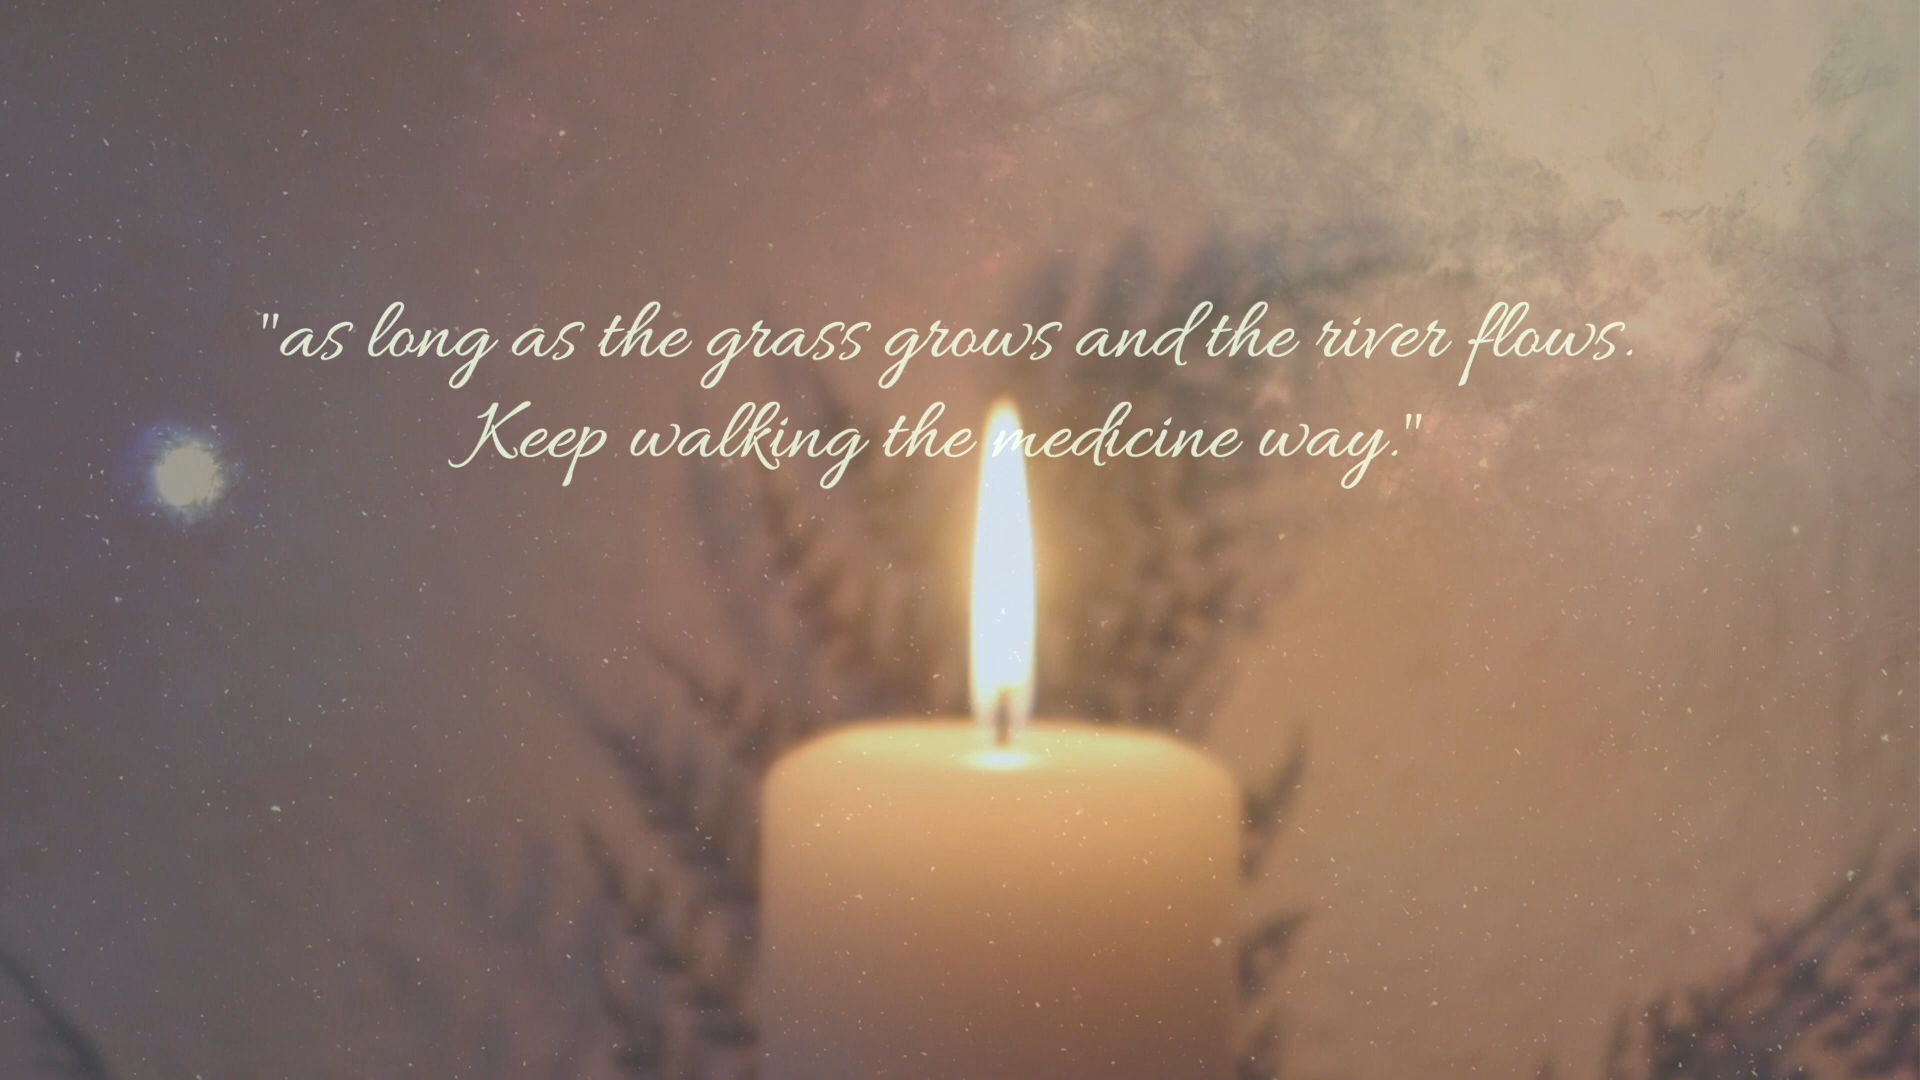 "as long as the grass grows and the river flows.
Keep walking the medicine way."